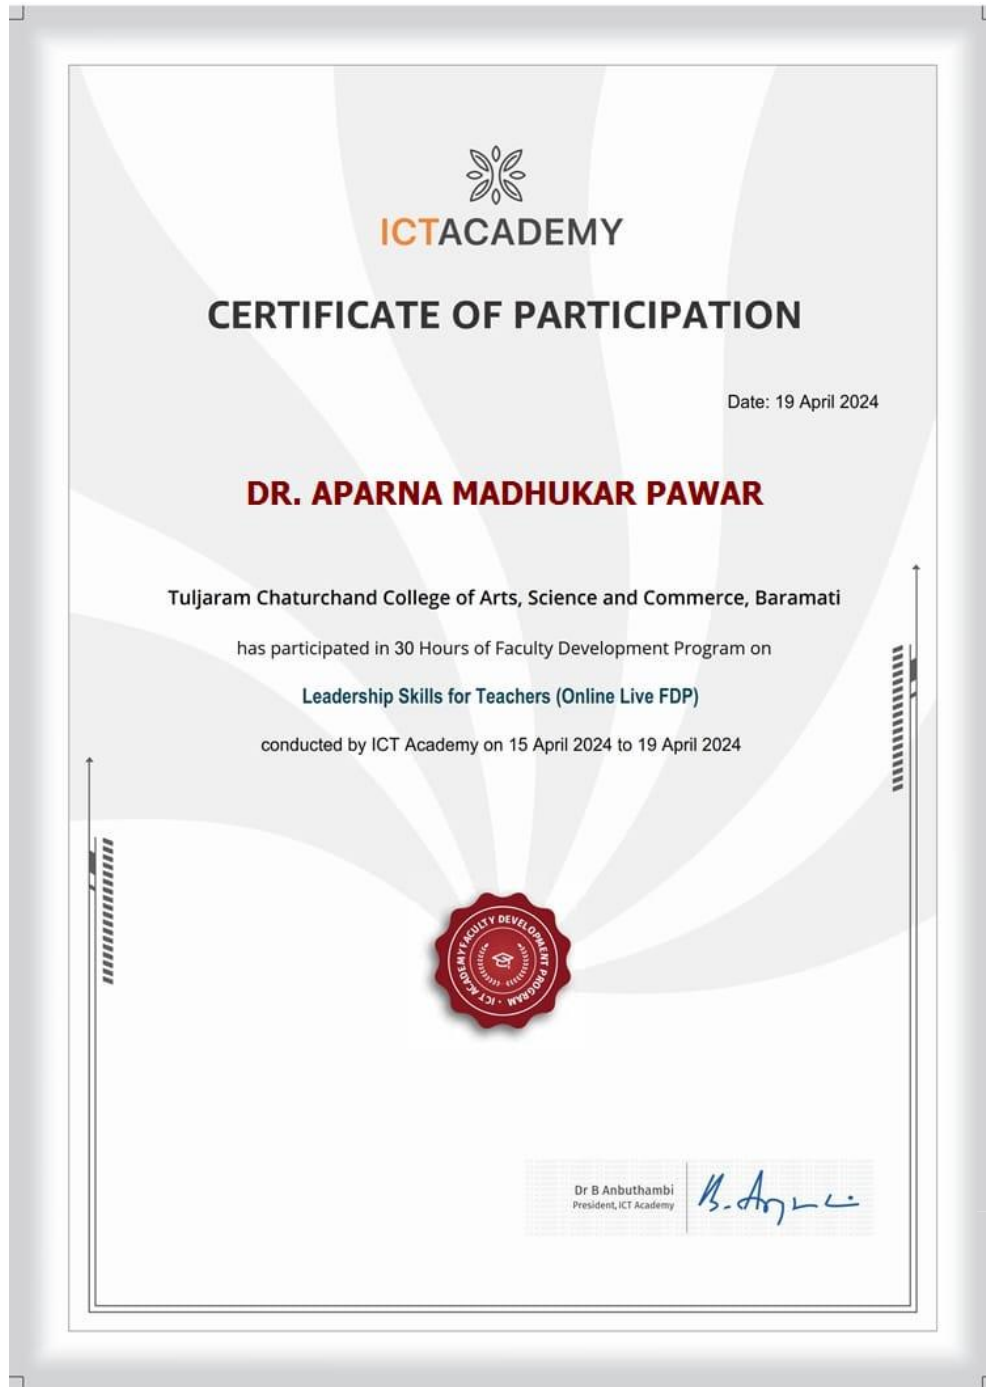 ICTACADEMY
CERTIFICATE OF PARTICIPATION
Date: 19 April 2024
DR. APARNA MADHUKAR PAWAR
Tuljaram Chaturchand College of Arts, Science and Commerce, Baramati
has participated in 30 Hours of Faculty Development Program on
Leadership Skills for Teachers (Online Live FDP)
conducted by ICT Academy on 15 April 2024 to 19 April 2024
FACULTY DEVELOPMENT PROGRAM · ICT ACADEMY
Dr B Anbuthambi
President, ICT Academy